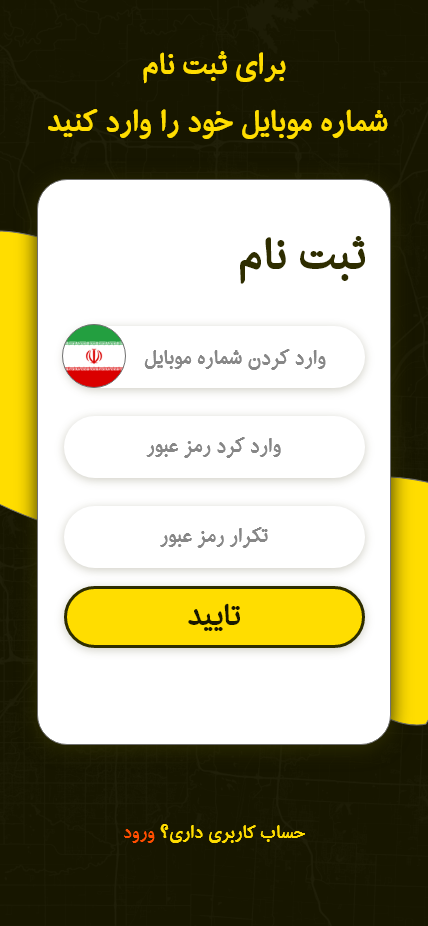 برای ثبت نام
شماره موبایل خود را وارد کنید
ثبت نام
وارد کردن شماره موبایل
وارد کرد رمز عبور
تکرار رمز عبور
تایید
حساب کاربری داری؟ ورود